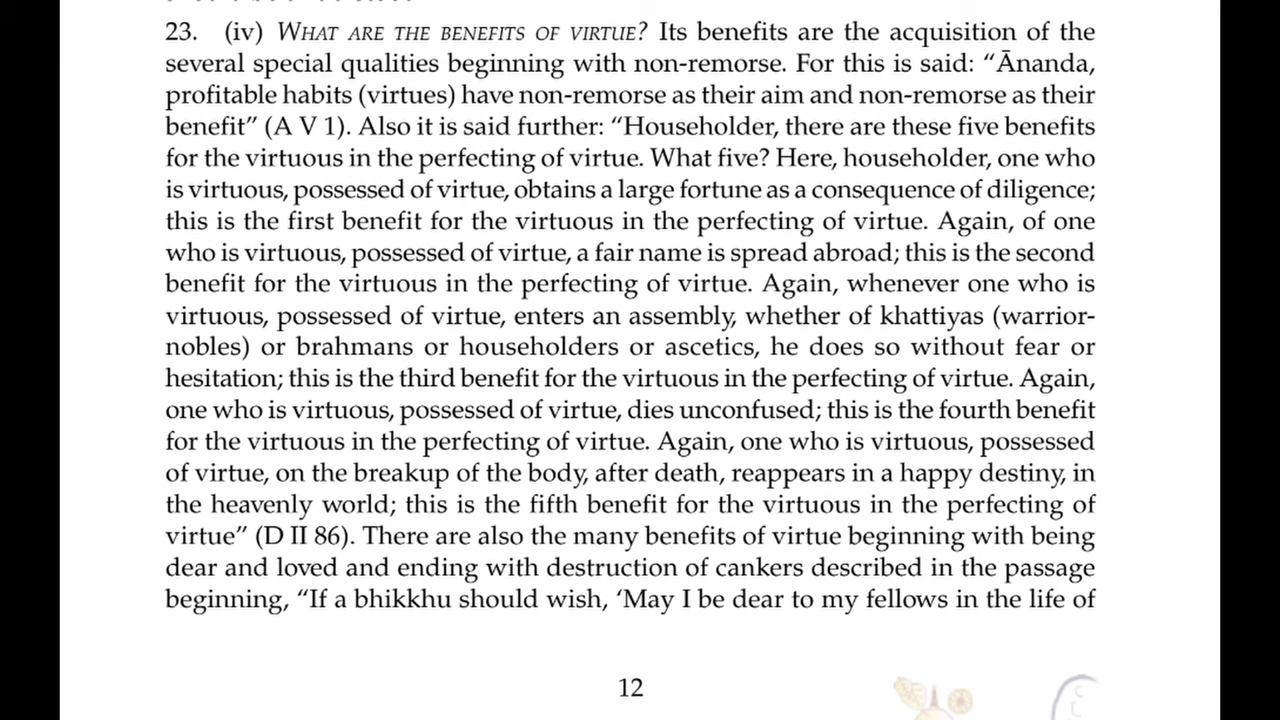 23. (iv) WHAT ARE THE BENEFITS OF VIRTUE? Its benefits are the acquisition of the
several special qualities beginning with non-remorse. For this is said: “Ānanda,
profitable habits (virtues) have non-remorse as their aim and non-remorse as their
benefit” (A V 1). Also it is said further: “Householder, there are these five benefits
for the virtuous in the perfecting of virtue. What five? Here, householder, one who
is virtuous, possessed of virtue, obtains a large fortune as a consequence of diligence;
this is the first benefit for the virtuous in the perfecting of virtue. Again, of one
who is virtuous, possessed of virtue, a fair name is spread abroad; this is the second
benefit for the virtuous in the perfecting of virtue. Again, whenever one who is
virtuous, possessed of virtue, enters an assembly, whether of khattiyas (warrior-
nobles) or brahmans or householders or ascetics, he does so without fear or
hesitation; this is the third benefit for the virtuous in the perfecting of virtue. Again,
one who is virtuous, possessed of virtue, dies unconfused; this is the fourth benefit
for the virtuous in the perfecting of virtue. Again, one who is virtuous, possessed
of virtue, on the breakup of the body, after death, reappears in a happy destiny, in
the heavenly world; this is the fifth benefit for the virtuous in the perfecting of
virtue” (D II 86). There are also the many benefits of virtue beginning with being
dear and loved and ending with destruction of cankers described in the passage
beginning, “If a bhikkhu should wish, ‘May I be dear to my fellows in the life of
12